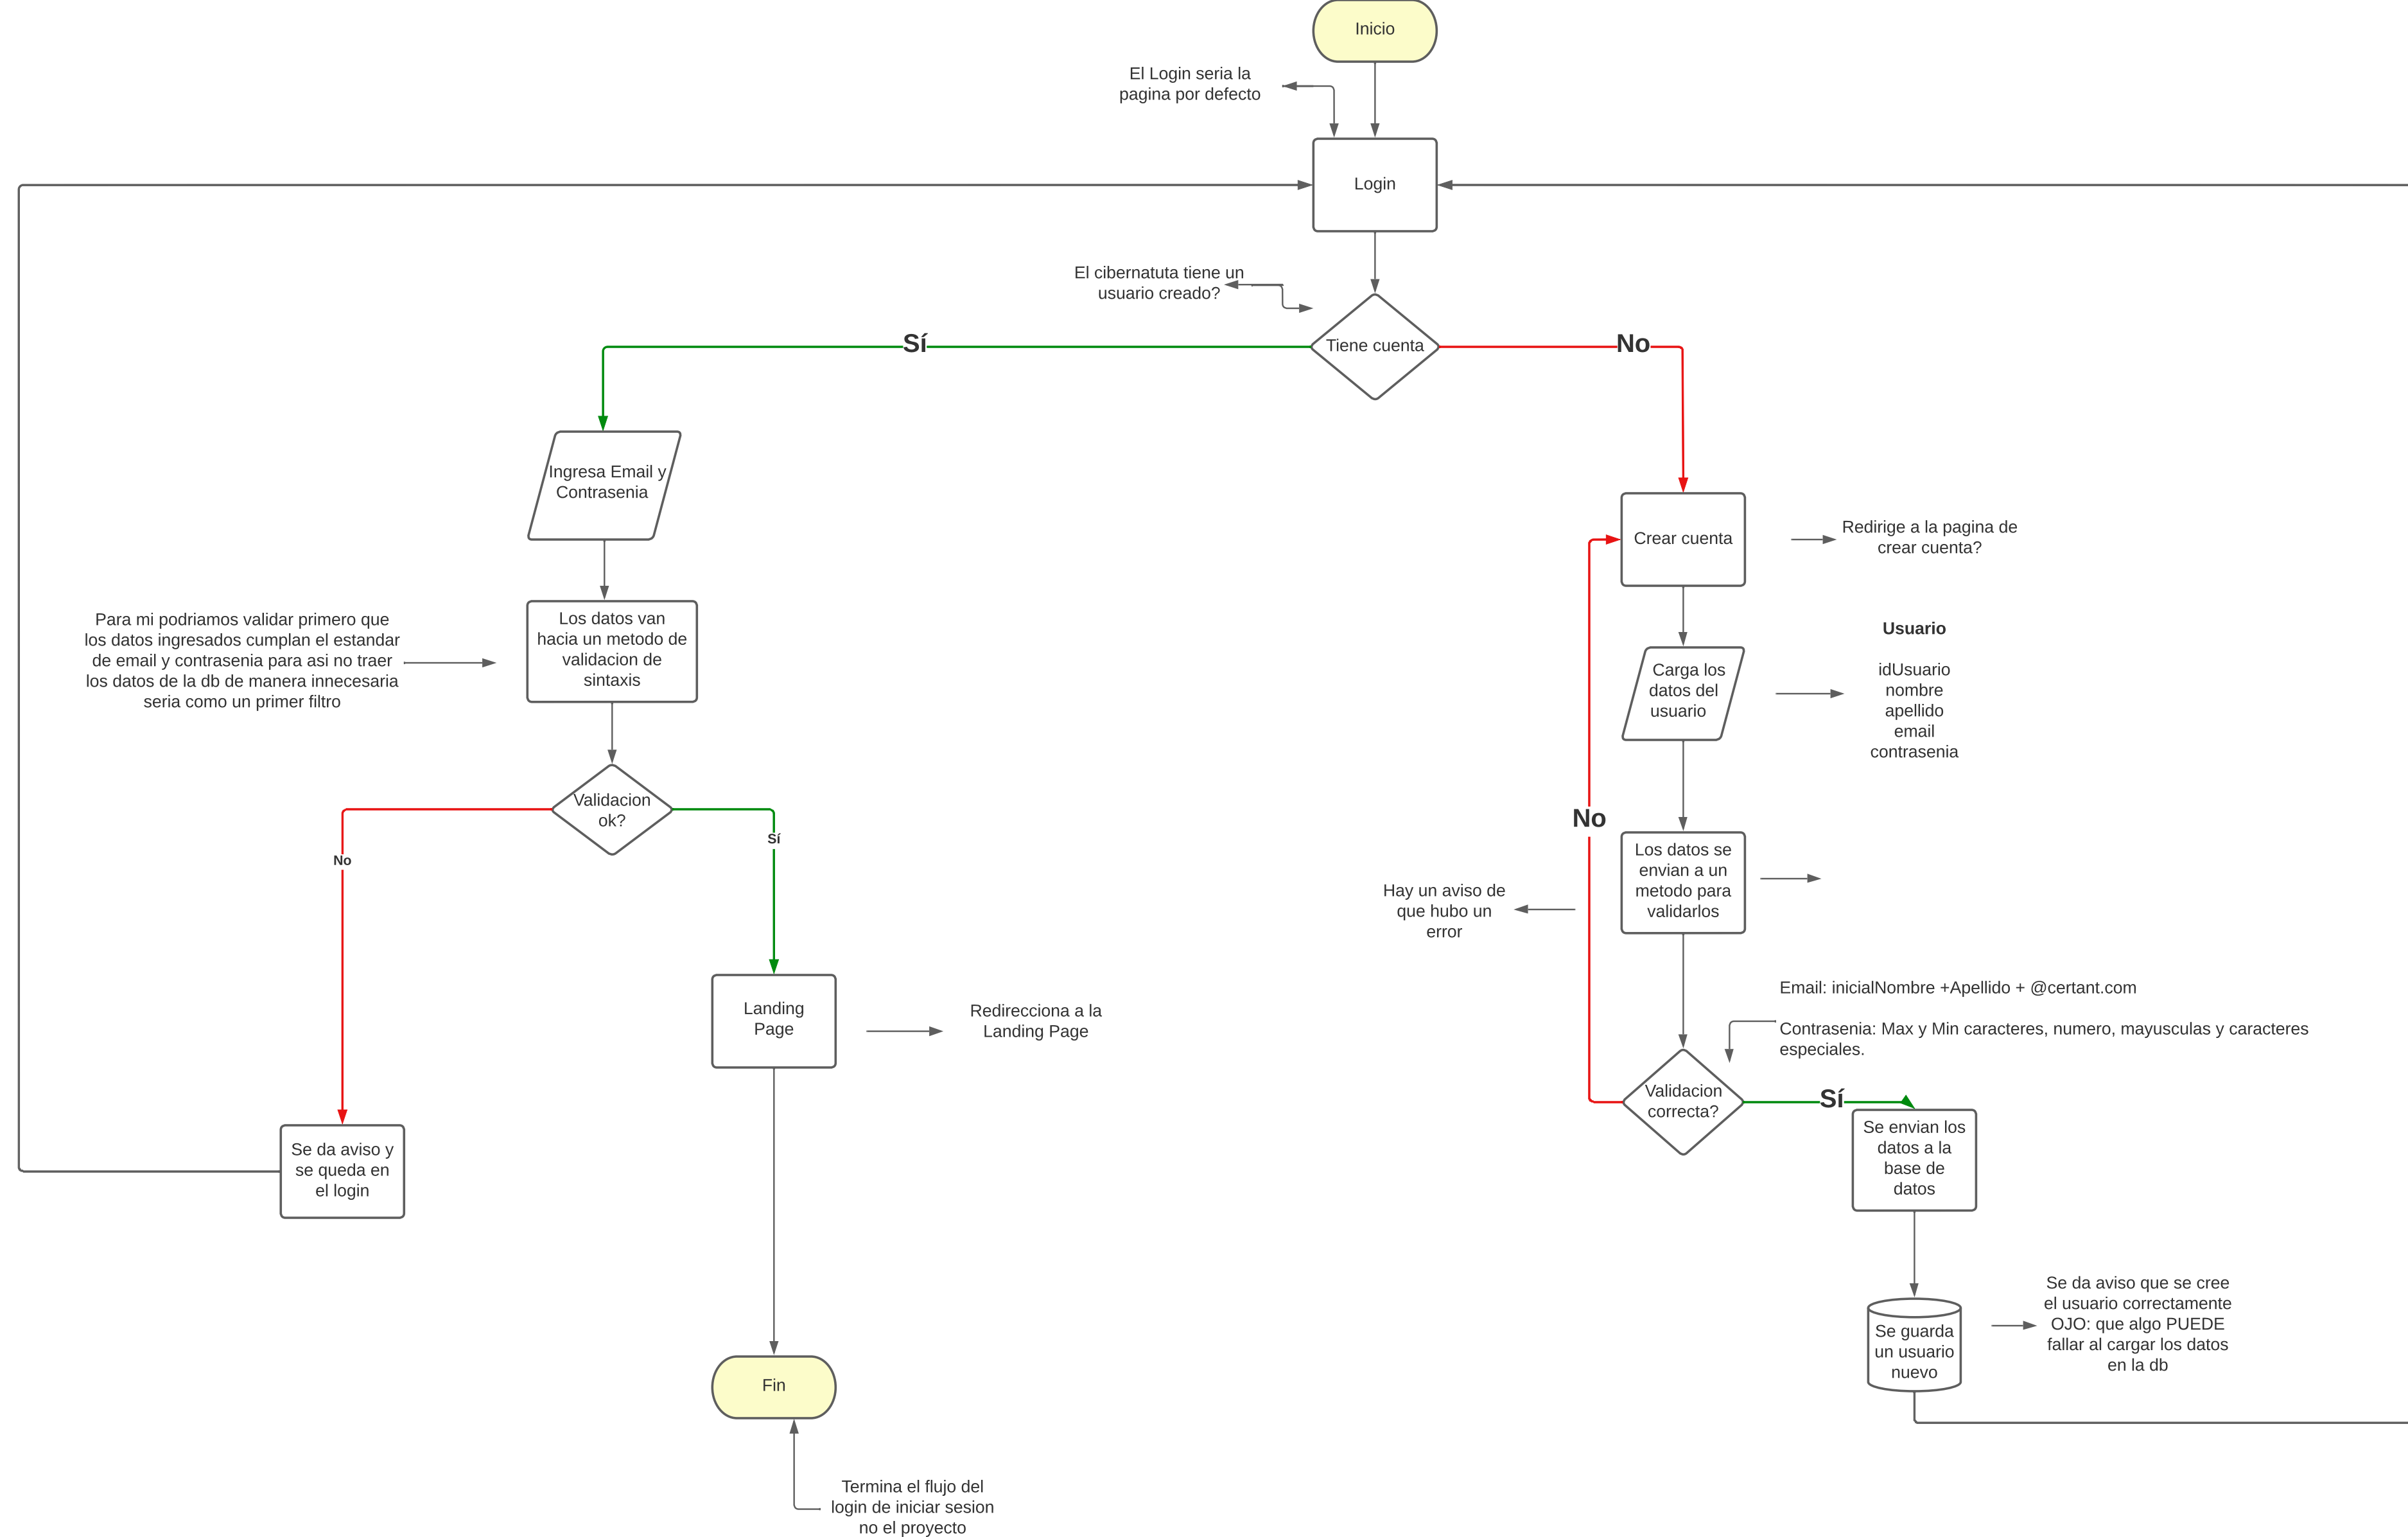 Inicio
El Login seria la
pagina por defecto
Login
El cibernatuta tiene un
usuario creado?
Tiene cuenta
Sí
No
Ingresa Email y
Contrasenia
Crear cuenta
Redirige a la pagina de
crear cuenta?
Para mi podriamos validar primero que
los datos ingresados cumplan el estandar
de email y contrasenia para asi no traer
los datos de la db de manera innecesaria
seria como un primer filtro
Los datos van
hacia un metodo de
validacion de
sintaxis
Carga los
datos del
usuario
Usuario
idUsuario
nombre
apellido
email
contrasenia
Validacion
ok?
No
Sí
No
Los datos se
envian a un
metodo para
validarlos
Hay un aviso de
que hubo un
error
Landing
Page
Redirecciona a la
Landing Page
Email: inicialNombre +Apellido + @certant.com
Contrasenia: Max y Min caracteres, numero, mayusculas y caracteres
especiales.
Validacion
correcta?
Sí
Se da aviso y
se queda en
el login
Se envian los
datos a la
base de
datos
Se guarda
un usuario
nuevo
Se da aviso que se cree
el usuario correctamente
OJO: que algo PUEDE
fallar al cargar los datos
en la db
Fin
Termina el flujo del
login de iniciar sesion
no el proyecto